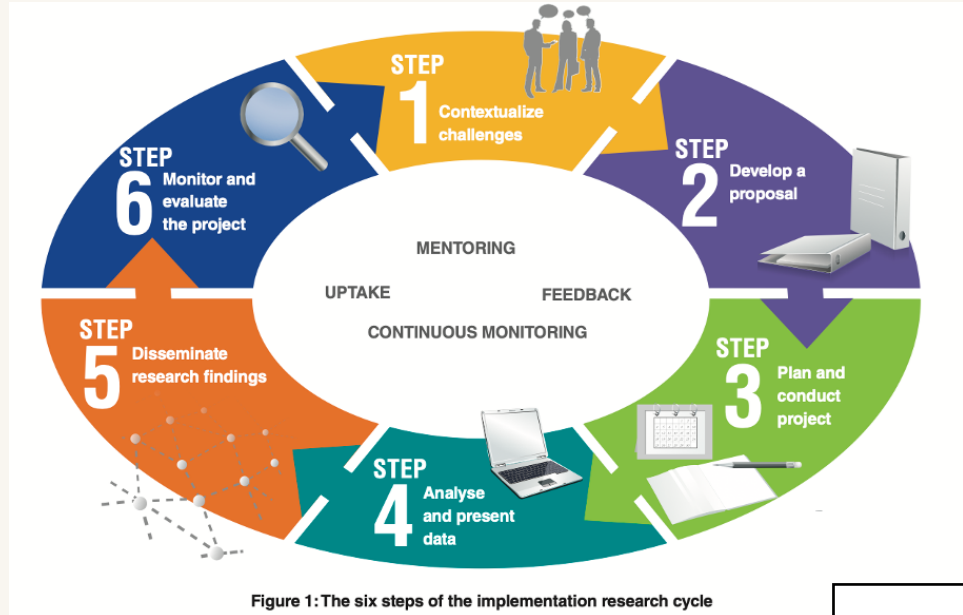 STEP
1
Contextualize
challenges
STEP
2
Develop a
proposal
STEP
3
Plan and
conduct
project
STEP
4
Analyse
and present
data
STEP
5
Disseminate
research findings
STEP
6
Monitor and
evaluate
the project
MENTORING
UPTAKE
FEEDBACK
CONTINUOUS MONITORING
Figure 1: The six steps of the implementation research cycle